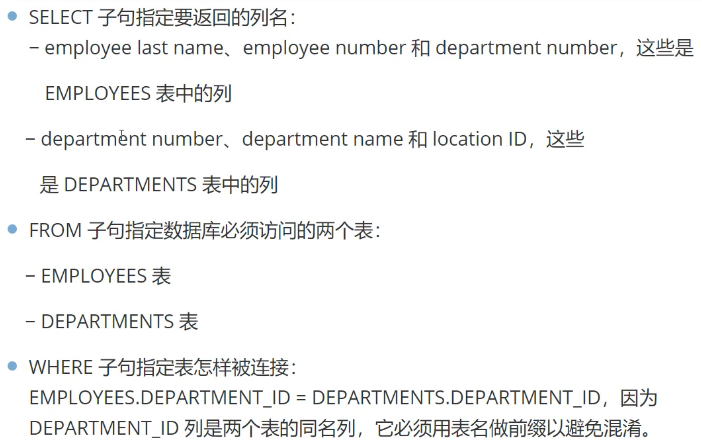 SELECT 子句指定要返回的列名：
– employee last name、employee number 和 department number，这些是
EMPLOYEES 表中的列
– department number、department name 和 location ID，这些
是 DEPARTMENTS 表中的列
FROM 子句指定数据库必须访问的两个表：
– EMPLOYEES 表
– DEPARTMENTS 表
WHERE 子句指定表怎样被连接：
EMPLOYEES.DEPARTMENT_ID = DEPARTMENTS.DEPARTMENT_ID，因为
DEPARTMENT_ID 列是两个表的同名列，它必须用表名做前缀以避免混淆。